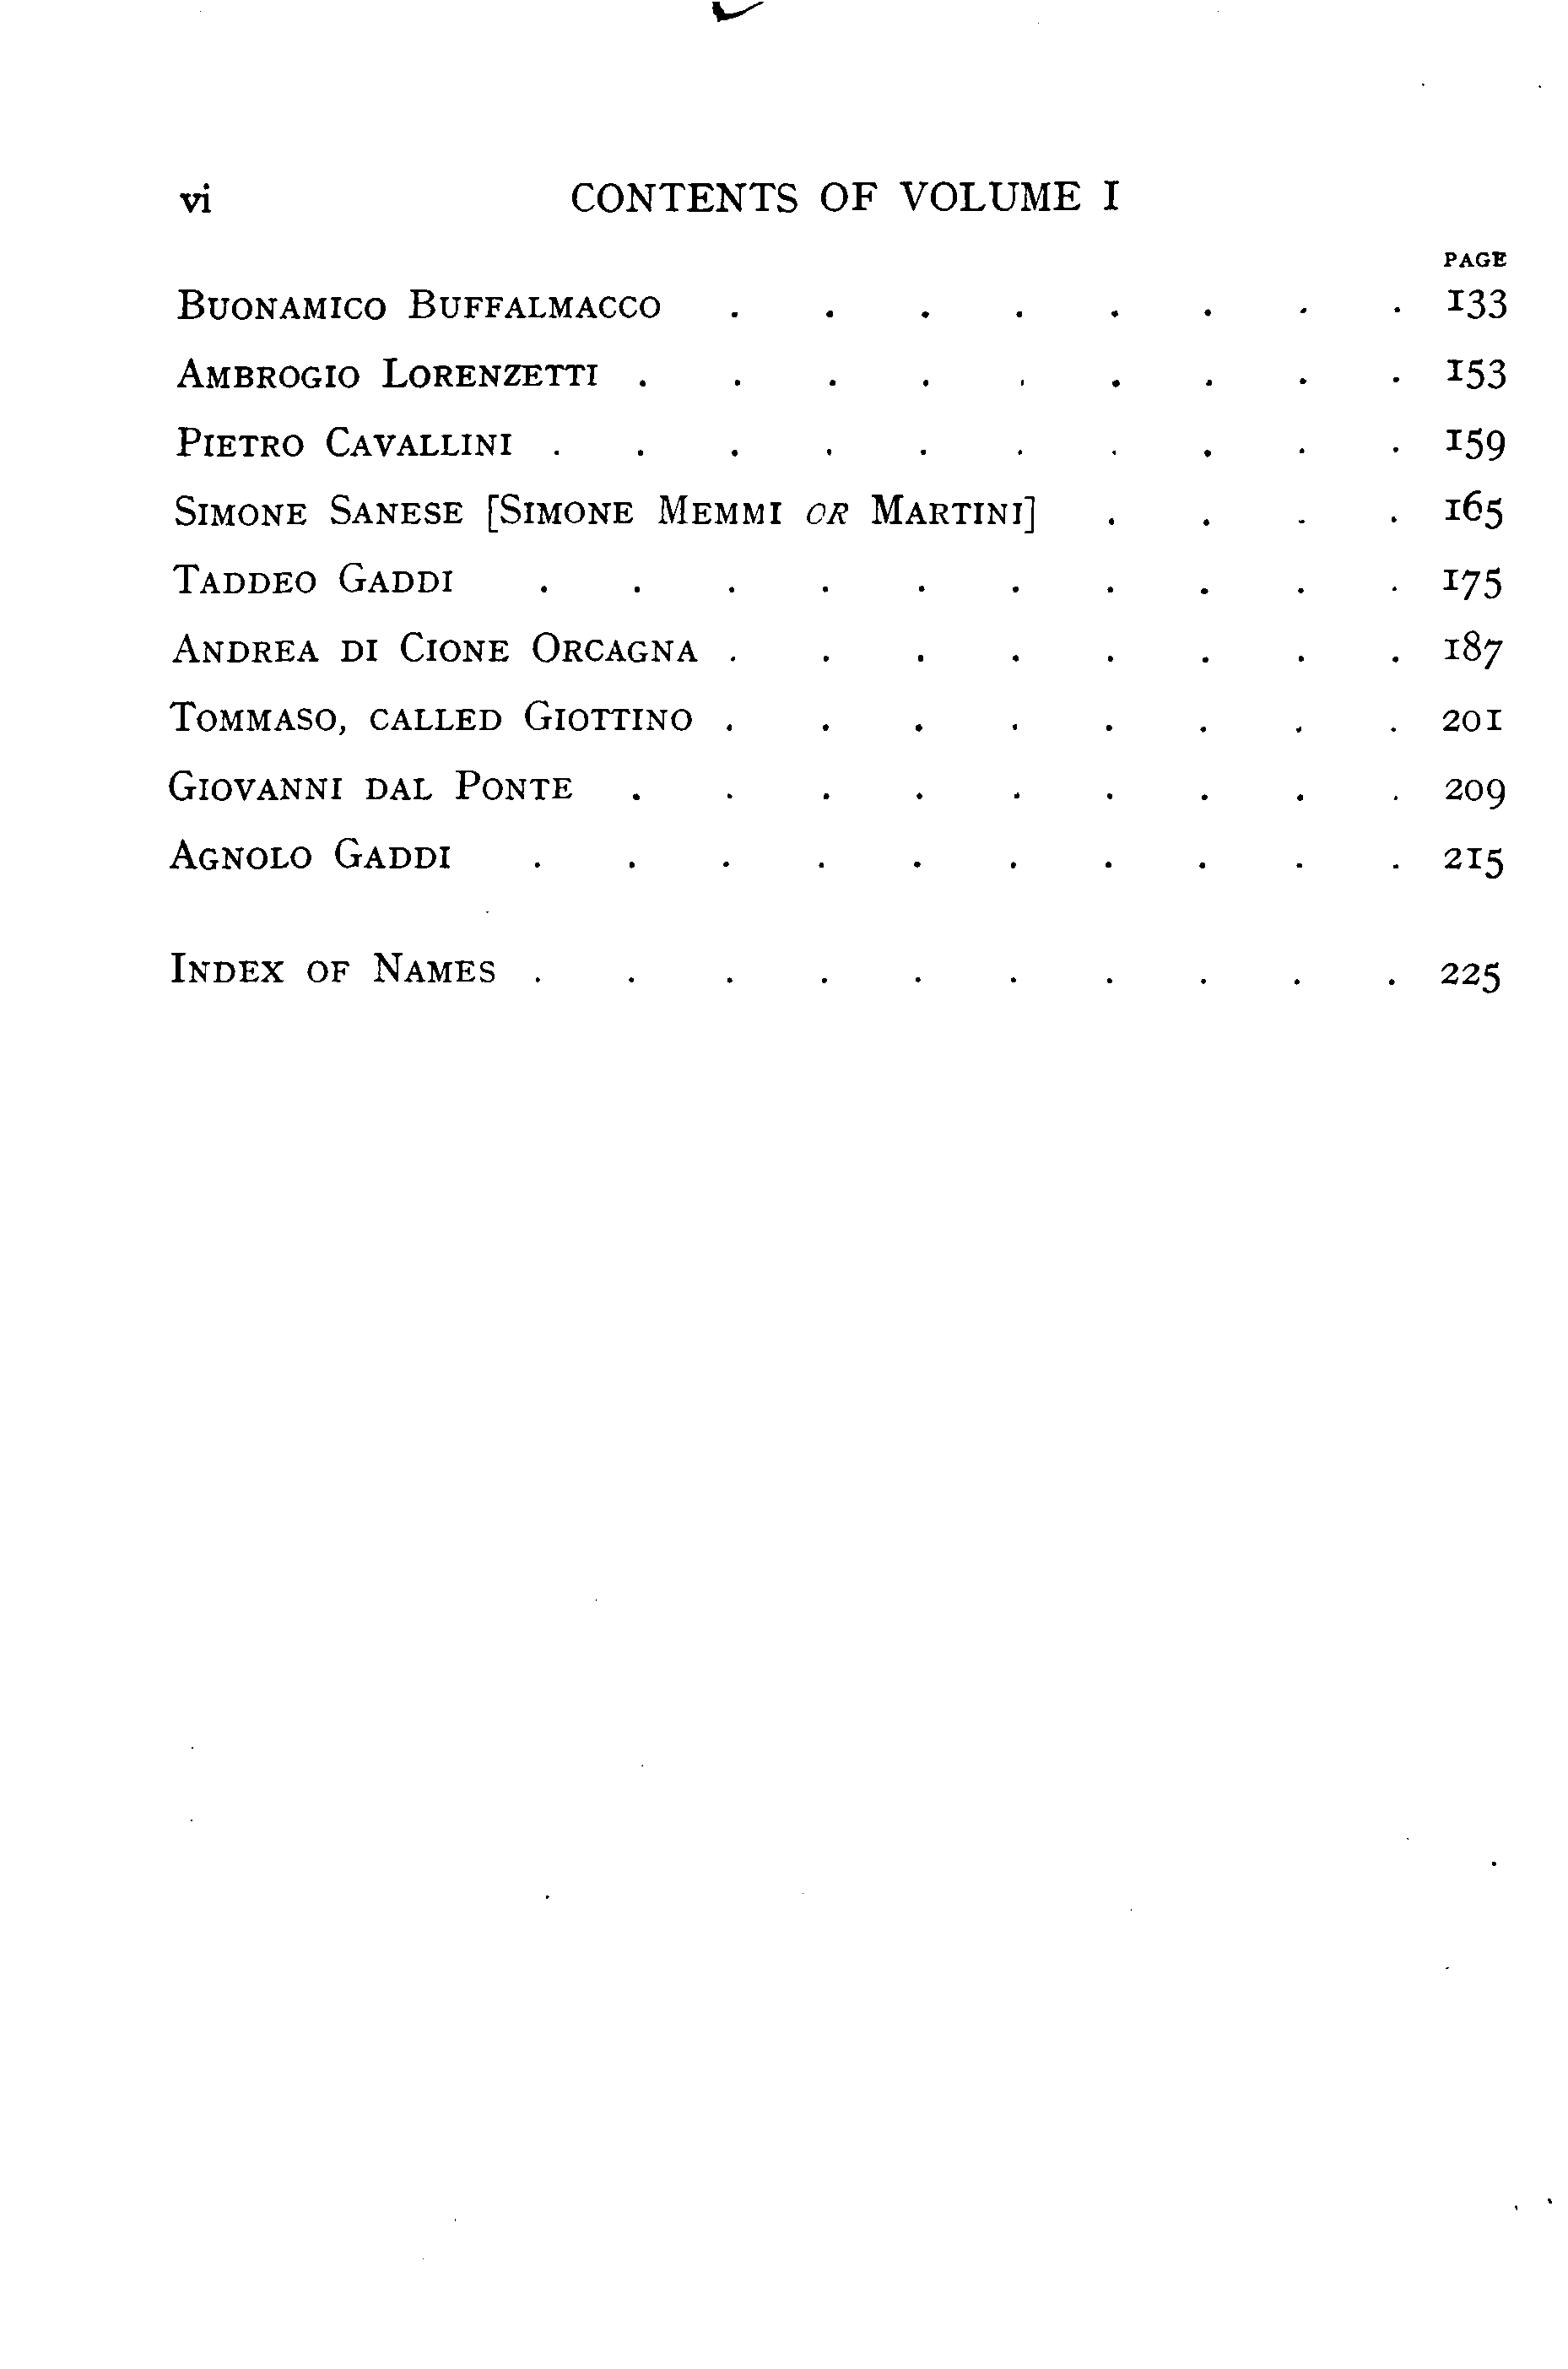 vi CONTENTS OF VOLUME I
PAGE
BUONAMICO BUFFALMACCO . . . . . . . . 133
AMBROGIO LORENZETTI . . . . . . . . . 153
PIETRO CAVALLINI . . . . . . . . . . 159
SIMONE SANESE [SIMONE MEMMI OR MARTINI] . . . . 165
TADDEO GADDI . . . . . . . . . . 175
ANDREA DI CIONE ORCAGNA . . . . . . . . 187
TOMMASO, CALLED GIOTTINO . . . . . . . . 201
GIOVANNI DAL PONTE . . . . . . . . . 209
AGNOLO GADDI . . . . . . . . . . 215
INDEX OF NAMES . . . . . . . . . . 225